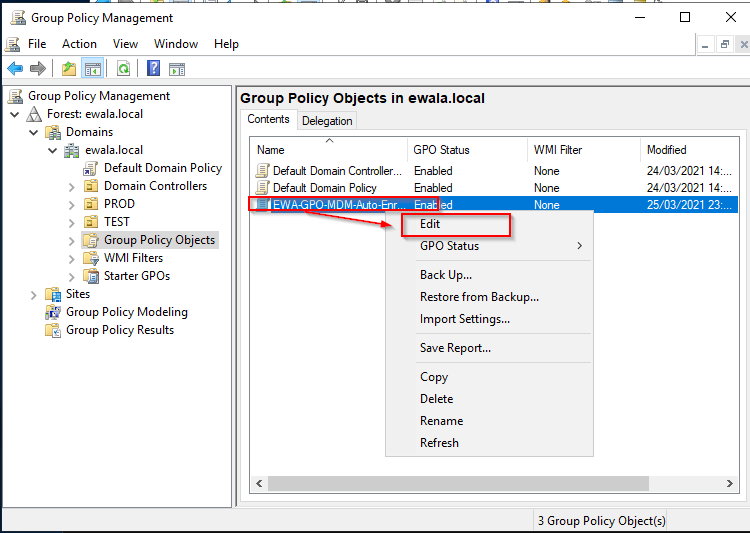 Group Policy Management
File Action View Window Help
Group Policy Management
Forest: ewala.local
Domains
ewala.local
Default Domain Policy
Domain Controllers
PROD
TEST
Group Policy Objects
WMI Filters
Starter GPOs
Sites
Group Policy Modeling
Group Policy Results
Group Policy Objects in ewala.local
Contents Delegation
Name GPO Status WMI Filter Modified
Default Domain Controller... Enabled None 24/03/2021 14:...
Default Domain Policy Enabled None 24/03/2021 14:...
EWA-GPO-MDM-Auto-Enr... Enabled None 25/03/2021 23:...
Edit
GPO Status
Back Up...
Restore from Backup...
Import Settings...
Save Report...
Copy
Delete
Rename
Refresh
3 Group Policy Object(s)